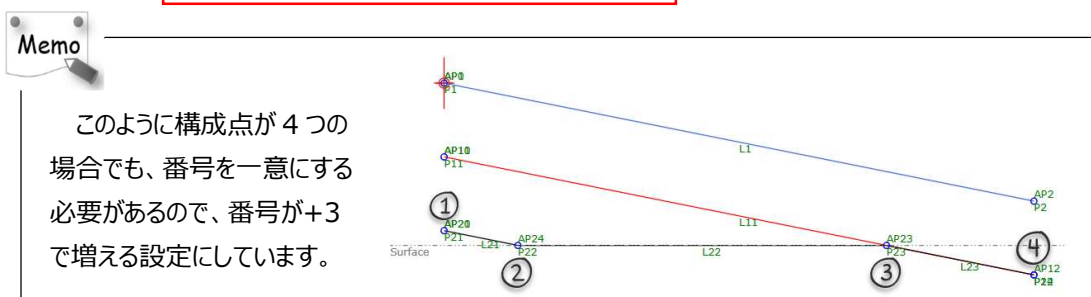 Memo
このように構成点が 4 つの
場合でも、番号を一意にする
必要があるので、番号が+3
で増える設定にしています。
P1
L1
AP2
P2
P11
L11
①
P21
L21
AP24
P22
②
Surface
L22
AP23
P23
③
L23
④
AP12